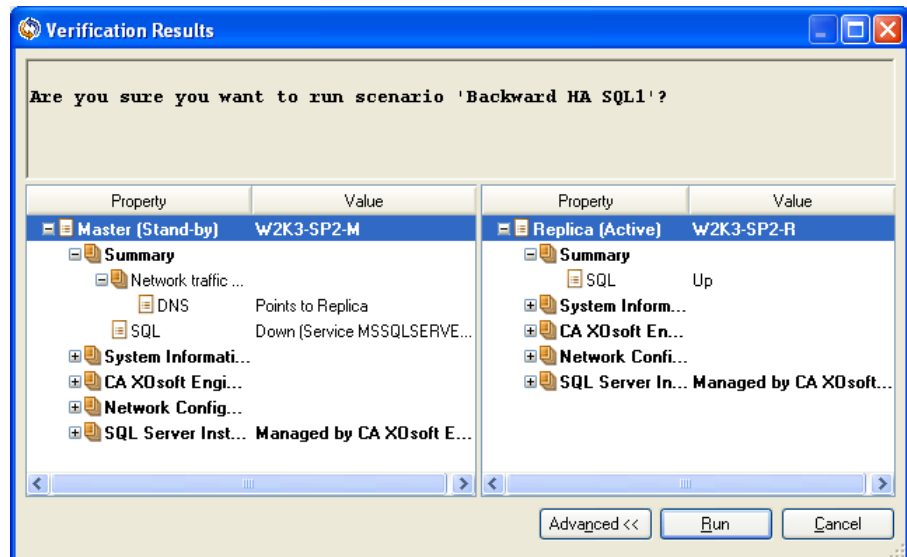 Verification Results
Are you sure you want to run scenario 'Backward HA SQL1'?
Property Value
Master (Stand-by) W2K3-SP2-M
Summary
Network traffic ...
DNS Points to Replica
SQL Down (Service MSSQLSERVE...
System Informati...
CA XOsoft Engi...
Network Config...
SQL Server Inst... Managed by CA XOsoft E...
Property Value
Replica (Active) W2K3-SP2-R
Summary
SQL Up
System Inform...
CA XOsoft En...
Network Confi...
SQL Server In... Managed by CA XOsoft...
Advanced << Run Cancel